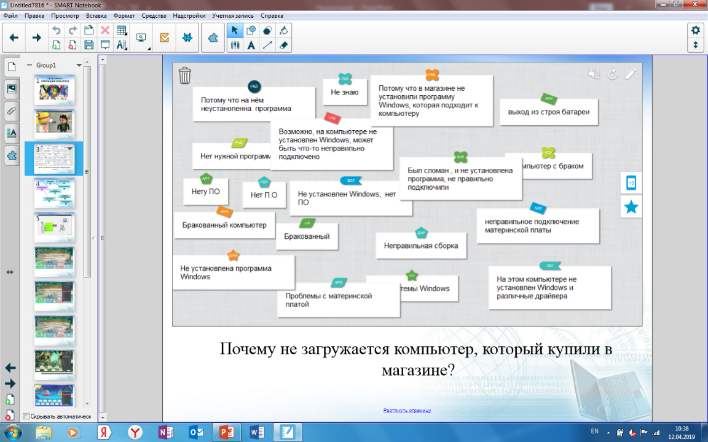 Untitled7816 * - SMART Notebook
Файл Правка Просмотр Вставка Формат Средства Надстройки Учетная запись Справка
Group1
Потому что на нём
неустонопенна программа
Не знаю
Потому что в магазине не
установили программу
Windows, которая подходит к
компьютеру
выход из строя батареи
Возможно, на компьютере не
установлен Windows, может
быть что-то неправильно
подключено
Нет нужной программ
Был сломан , и не установлена
программа, не правильно
подключили
мпьютер с браком
Нету ПО
Нет П.О
Не установлен Windows, нет
ПО
Бракованный компьютер
Бракованный
Неправильная сборка
неправильное подключение
материнской платы
Не установлена программа
Windows
Проблемы с материнской
платой
темы Windows
На этом компьютере не
установлен Windows и
различные драйвера
Почему не загружается компьютер, который купили в
магазине?
Растянуть страницу
Скрывать автоматическ
EN
10:38
12.04.2019